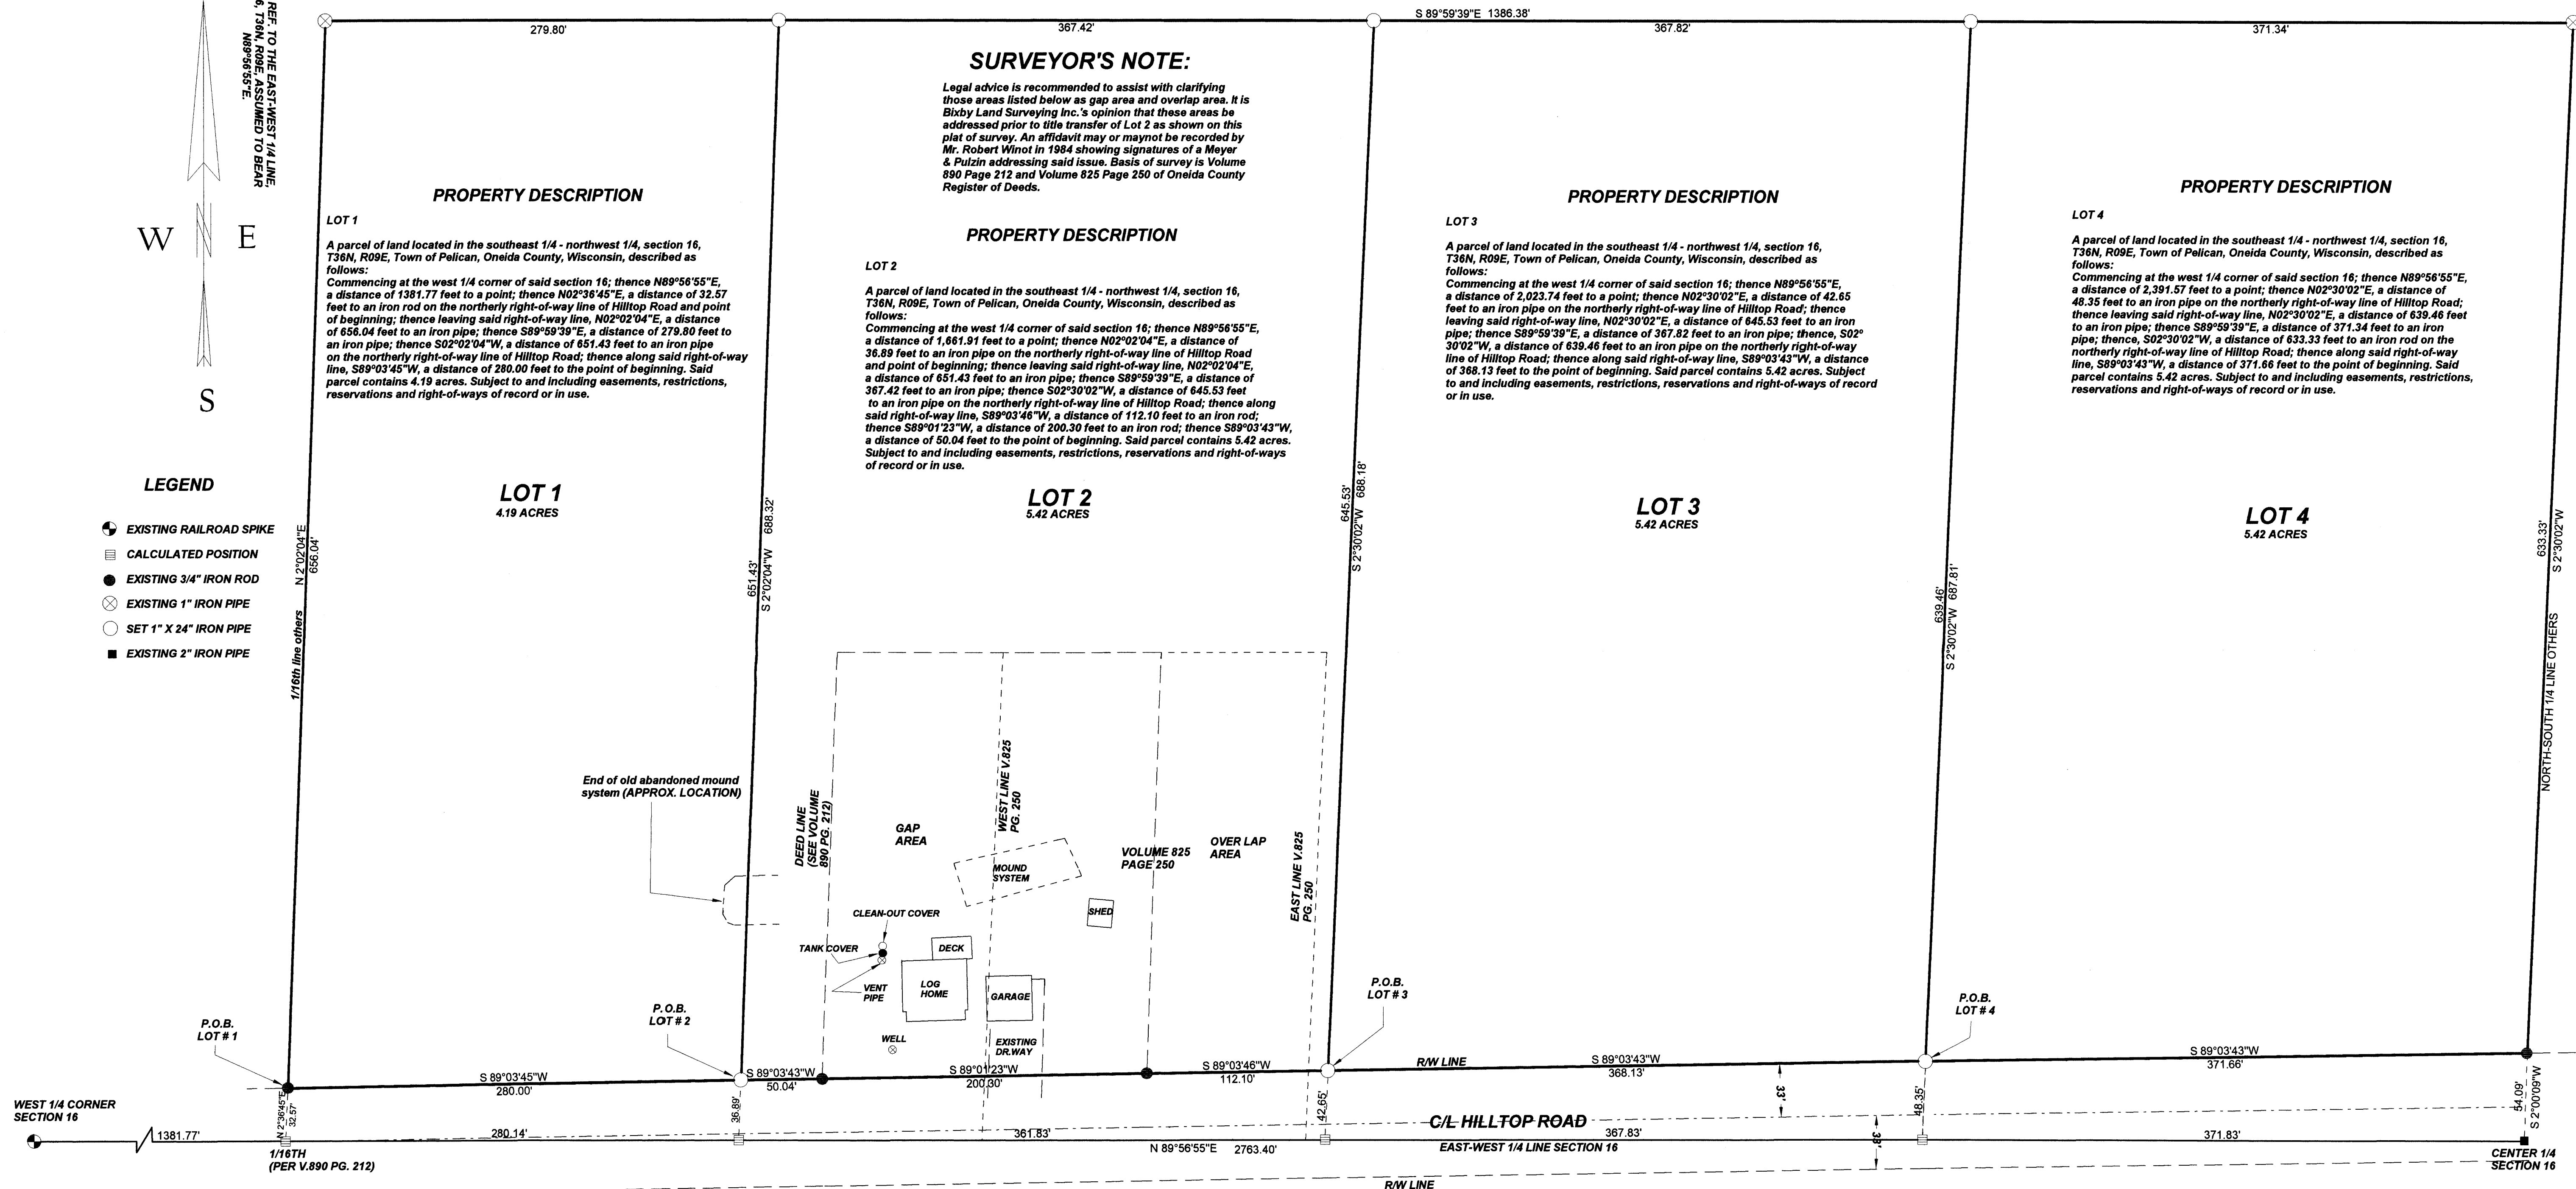 REF. TO THE EAST-WEST 1/4 LINE,
6, T36N, R09E, ASSUMED TO BEAR
N89°56'55"E.
W N E
S
S 89°59'39"E 1386.38'
279.80'
367.42'
367.82'
371.34'
SURVEYOR'S NOTE:
Legal advice is recommended to assist with clarifying
those areas listed below as gap area and overlap area. It is
Bixby Land Surveying Inc.'s opinion that these areas be
addressed prior to title transfer of Lot 2 as shown on this
plat of survey. An affidavit may or maynot be recorded by
Mr. Robert Winot in 1984 showing signatures of a Meyer
& Pulzin addressing said issue. Basis of survey is Volume
890 Page 212 and Volume 825 Page 250 of Oneida County
Register of Deeds.
PROPERTY DESCRIPTION
LOT 1
A parcel of land located in the southeast 1/4 - northwest 1/4, section 16,
T36N, R09E, Town of Pelican, Oneida County, Wisconsin, described as
follows:
Commencing at the west 1/4 corner of said section 16; thence N89°56'55"E,
a distance of 1381.77 feet to a point; thence N02°36'45"E, a distance of 32.57
feet to an iron rod on the northerly right-of-way line of Hilltop Road and point
of beginning; thence leaving said right-of-way line, N02°02'04"E, a distance
of 656.04 feet to an iron pipe; thence S89°59'39"E, a distance of 279.80 feet to
an iron pipe; thence S02°02'04"W, a distance of 651.43 feet to an iron pipe
on the northerly right-of-way line of Hilltop Road; thence along said right-of-way
line, S89°03'45"W, a distance of 280.00 feet to the point of beginning. Said
parcel contains 4.19 acres. Subject to and including easements, restrictions,
reservations and right-of-ways of record or in use.
PROPERTY DESCRIPTION
LOT 2
A parcel of land located in the southeast 1/4 - northwest 1/4, section 16,
T36N, R09E, Town of Pelican, Oneida County, Wisconsin, described as
follows:
Commencing at the west 1/4 corner of said section 16; thence N89°56'55"E,
a distance of 1,661.91 feet to a point; thence N02°02'04"E, a distance of
36.89 feet to an iron pipe on the northerly right-of-way line of Hilltop Road
and point of beginning; thence leaving said right-of-way line, N02°02'04"E,
a distance of 651.43 feet to an iron pipe; thence S89°59'39"E, a distance of
367.42 feet to an iron pipe; thence S02°30'02"W, a distance of 645.53 feet
to an iron pipe on the northerly right-of-way line of Hilltop Road; thence along
said right-of-way line, S89°03'46"W, a distance of 112.10 feet to an iron rod;
thence S89°01'23"W, a distance of 200.30 feet to an iron rod; thence S89°03'43"W,
a distance of 50.04 feet to the point of beginning. Said parcel contains 5.42 acres.
Subject to and including easements, restrictions, reservations and right-of-ways
of record or in use.
PROPERTY DESCRIPTION
LOT 3
A parcel of land located in the southeast 1/4 - northwest 1/4, section 16,
T36N, R09E, Town of Pelican, Oneida County, Wisconsin, described as
follows:
Commencing at the west 1/4 corner of said section 16; thence N89°56'55"E,
a distance of 2,023.74 feet to a point; thence N02°30'02"E, a distance of 42.65
feet to an iron pipe on the northerly right-of-way line of Hilltop Road; thence
leaving said right-of-way line, N02°30'02"E, a distance of 645.53 feet to an iron
pipe; thence S89°59'39"E, a distance of 367.82 feet to an iron pipe; thence, S02°
30'02"W, a distance of 639.46 feet to an iron pipe on the northerly right-of-way
line of Hilltop Road; thence along said right-of-way line, S89°03'43"W, a distance
of 368.13 feet to the point of beginning. Said parcel contains 5.42 acres. Subject
to and including easements, restrictions, reservations and right-of-ways of record
or in use.
PROPERTY DESCRIPTION
LOT 4
A parcel of land located in the southeast 1/4 - northwest 1/4, section 16,
T36N, R09E, Town of Pelican, Oneida County, Wisconsin, described as
follows:
Commencing at the west 1/4 corner of said section 16; thence N89°56'55"E,
a distance of 2,391.57 feet to a point; thence N02°30'02"E, a distance of
48.35 feet to an iron pipe on the northerly right-of-way line of Hilltop Road;
thence leaving said right-of-way line, N02°30'02"E, a distance of 639.46 feet
to an iron pipe; thence S89°59'39"E, a distance of 371.34 feet to an iron
pipe; thence, S02°30'02"W, a distance of 633.33 feet to an iron rod on the
northerly right-of-way line of Hilltop Road; thence along said right-of-way
line, S89°03'43"W, a distance of 371.66 feet to the point of beginning. Said
parcel contains 5.42 acres. Subject to and including easements, restrictions,
reservations and right-of-ways of record or in use.
LEGEND
EXISTING RAILROAD SPIKE
CALCULATED POSITION
EXISTING 3/4" IRON ROD
EXISTING 1" IRON PIPE
SET 1" X 24" IRON PIPE
EXISTING 2" IRON PIPE
LOT 1
4.19 ACRES
LOT 2
5.42 ACRES
LOT 3
5.42 ACRES
LOT 4
5.42 ACRES
1/16th line others
N 2°02'04"E
656.04'
651.43'
S 2°02'04"W 688.32'
645.53'
S 2°30'02"W 688.18'
639.46'
S 2°30'02"W 687.81'
633.33'
S 2°30'02"W
NORTH-SOUTH 1/4 LINE OTHERS
End of old abandoned mound
system (APPROX. LOCATION)
DEED LINE
(SEE VOLUME
890 PG. 212)
GAP
AREA
WEST LINE V.825
PG. 250
MOUND
SYSTEM
VOLUME 825
PAGE 250
OVER LAP
AREA
EAST LINE V.825
PG. 250
SHED
CLEAN-OUT COVER
TANK COVER
DECK
VENT
PIPE
LOG
HOME
GARAGE
WELL
EXISTING
DR.WAY
P.O.B.
LOT # 1
P.O.B.
LOT # 2
P.O.B.
LOT # 3
P.O.B.
LOT # 4
S 89°03'45"W
280.00'
S 89°03'43"W
50.04'
S 89°01'23"W
200.30'
S 89°03'46"W
112.10'
R/W LINE
S 89°03'43"W
368.13'
S 89°03'43"W
371.66'
WEST 1/4 CORNER
SECTION 16
1381.77'
N 2°36'45"E
32.57'
1/16TH
(PER V.890 PG. 212)
280.14'
36.89'
361.83'
N 89°56'55"E 2763.40'
42.65'
C/L HILLTOP ROAD
EAST-WEST 1/4 LINE SECTION 16
33'
33'
367.83'
48.35'
371.83'
54.09'
S 2°00'09"W
CENTER 1/4
SECTION 16
R/W LINE